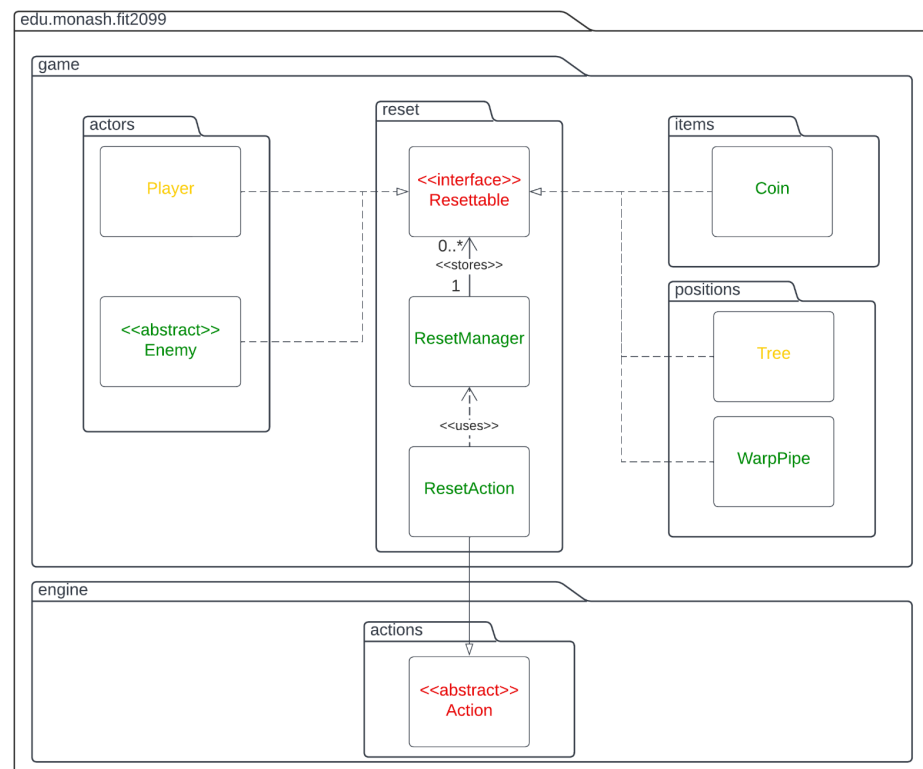 edu.monash.fit2099
game
actors
reset
items
Player
<<interface>>
Resettable
Coin
0..*
<<stores>>
1
positions
<<abstract>>
Enemy
ResetManager
Tree
<<uses>>
WarpPipe
ResetAction
engine
actions
<<abstract>>
Action